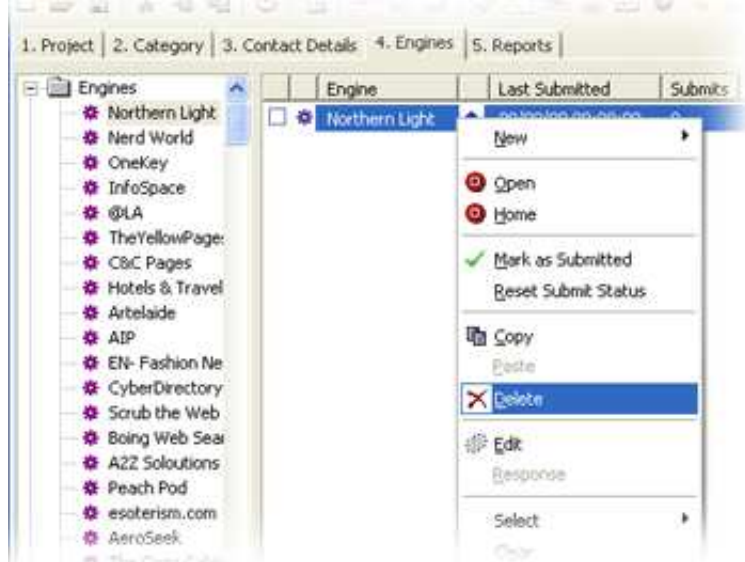 1. Project 2. Category 3. Contact Details 4. Engines 5. Reports
Engines
Northern Light
Nerd World
OneKey
InfoSpace
@LA
TheYellowPage
C&C Pages
Hotels & Travel
Artelaide
AIP
EN- Fashion Ne
CyberDirectory
Scrub the Web
Boing Web Sear
A2Z Soloutions
Peach Pod
esoterism.com
AeroSeek
Engine Last Submitted Submits
Northern Light
New
Open
Home
Mark as Submitted
Reset Submit Status
Copy
Paste
Delete
Edit
Response
Select
Clear